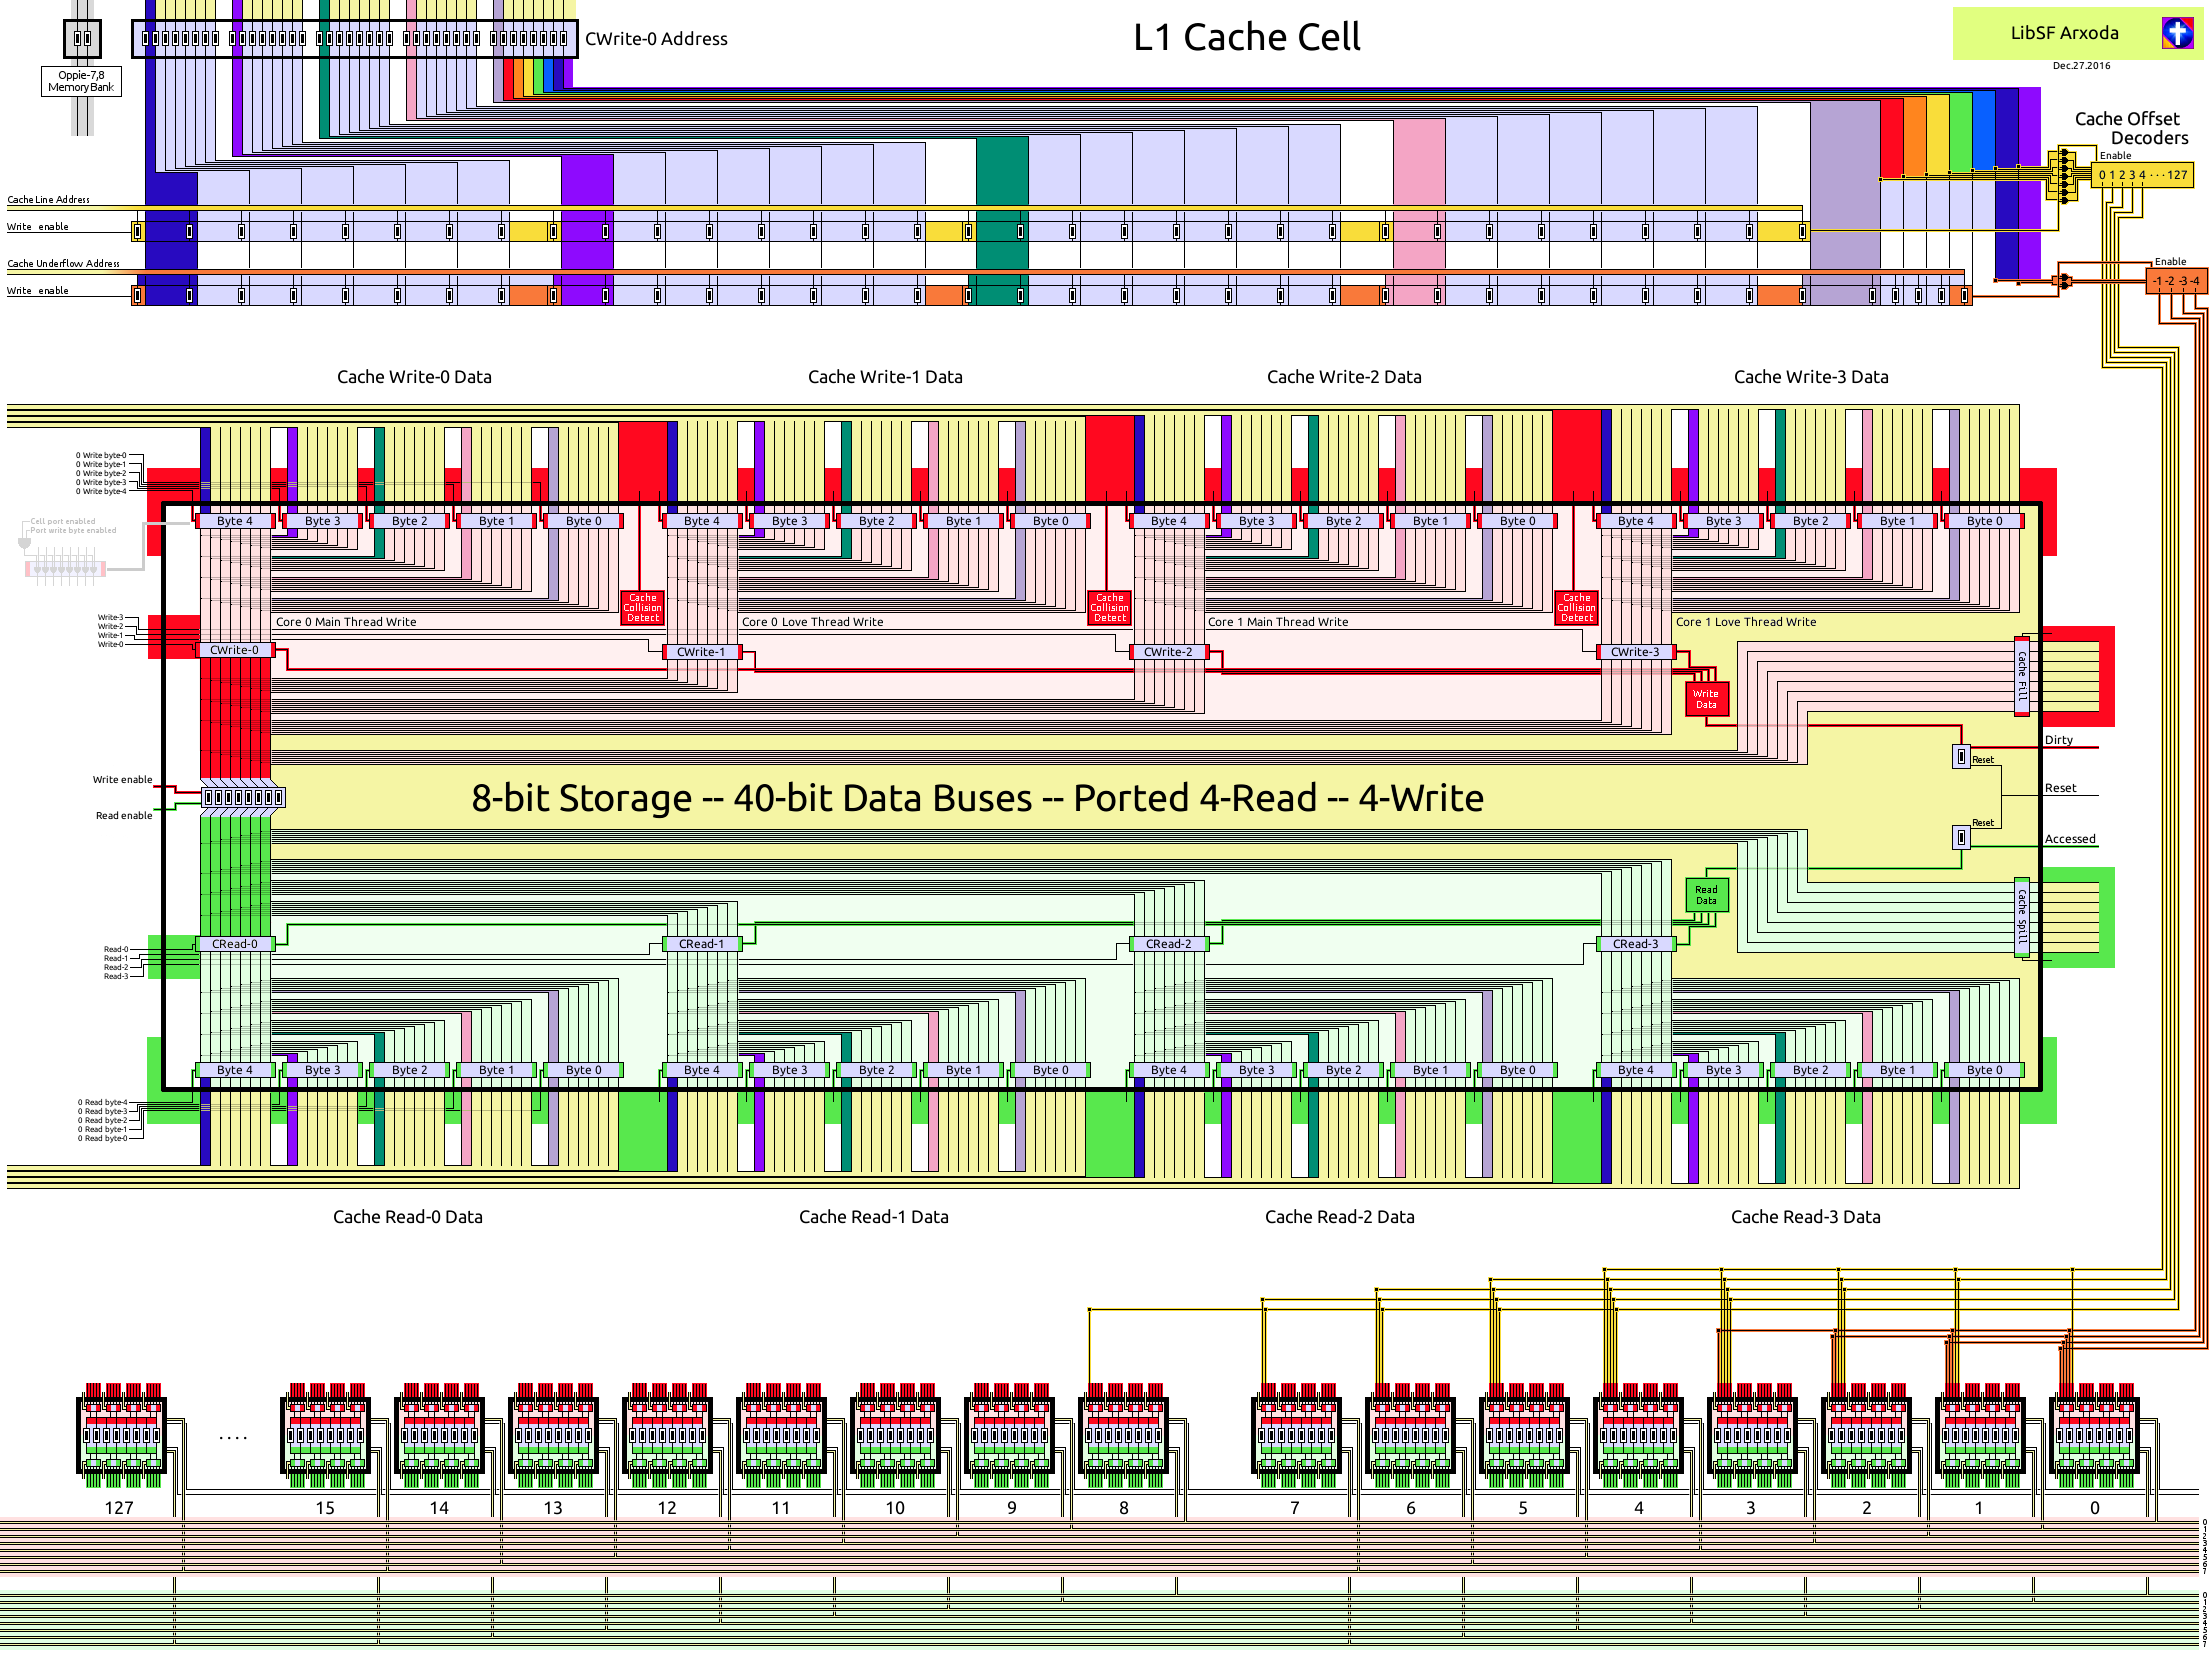 L1 Cache Cell
CWrite-0 Address
LibSF Arxoda
Dec.27.2016
Oppie-7,8
Memory Bank
Cache Offset
Decoders
Enable
0 1 2 3 4 ···127
Cache Line Address
Write enable
Cache Underflow Address
Write enable
Enable
-1 -2 -3 -4
Cache Write-0 Data
Cache Write-1 Data
Cache Write-2 Data
Cache Write-3 Data
0 Write byte-0
0 Write byte-1
0 Write byte-2
0 Write byte-3
0 Write byte-4
Cell port enabled
Port write byte enabled
Byte 4 Byte 3 Byte 2 Byte 1 Byte 0
Byte 4 Byte 3 Byte 2 Byte 1 Byte 0
Byte 4 Byte 3 Byte 2 Byte 1 Byte 0
Byte 4 Byte 3 Byte 2 Byte 1 Byte 0
Cache
Collision
Detect
Cache
Collision
Detect
Cache
Collision
Detect
Write-3
Write-2
Write-1
Write-0
Core 0 Main Thread Write
Core 0 Love Thread Write
Core 1 Main Thread Write
Core 1 Love Thread Write
CWrite-0
CWrite-1
CWrite-2
CWrite-3
Write
Data
Cache Fill
Dirty
Reset
Write enable
Read enable
8-bit Storage -- 40-bit Data Buses -- Ported 4-Read -- 4-Write
Reset
Reset
Accessed
Read
Data
Cache Spill
CRead-0
CRead-1
CRead-2
CRead-3
Read-0
Read-1
Read-2
Read-3
Byte 4 Byte 3 Byte 2 Byte 1 Byte 0
Byte 4 Byte 3 Byte 2 Byte 1 Byte 0
Byte 4 Byte 3 Byte 2 Byte 1 Byte 0
Byte 4 Byte 3 Byte 2 Byte 1 Byte 0
0 Read byte-4
0 Read byte-3
0 Read byte-2
0 Read byte-1
0 Read byte-0
Cache Read-0 Data
Cache Read-1 Data
Cache Read-2 Data
Cache Read-3 Data
. . . .
127 15 14 13 12 11 10 9 8 7 6 5 4 3 2 1 0
0
1
2
3
4
5
6
7
0
1
2
3
4
5
6
7